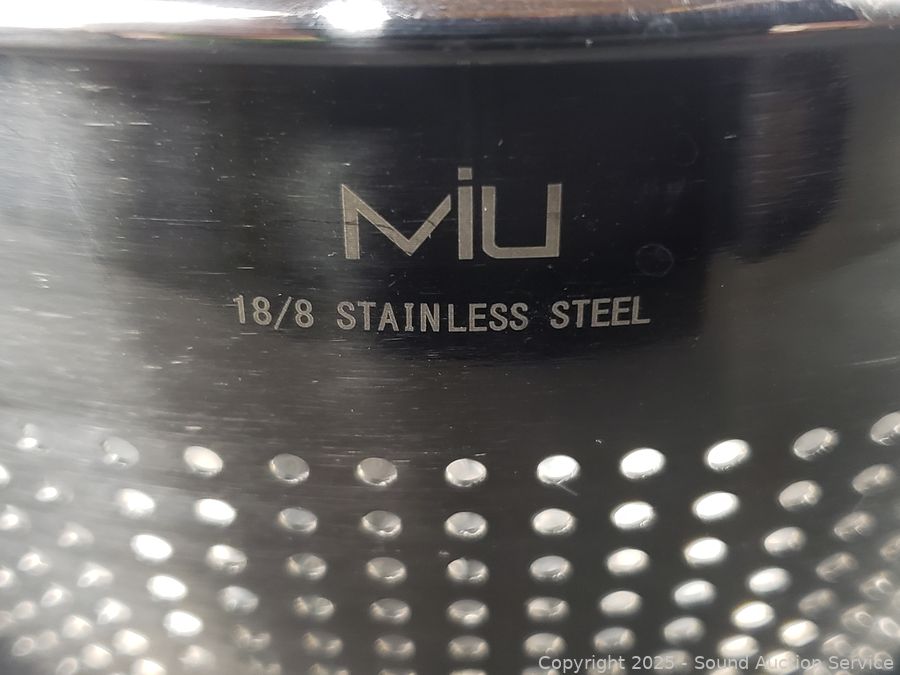 MIU
18/8 STAINLESS STEEL
Copyright 2025 - Sound Auction Service